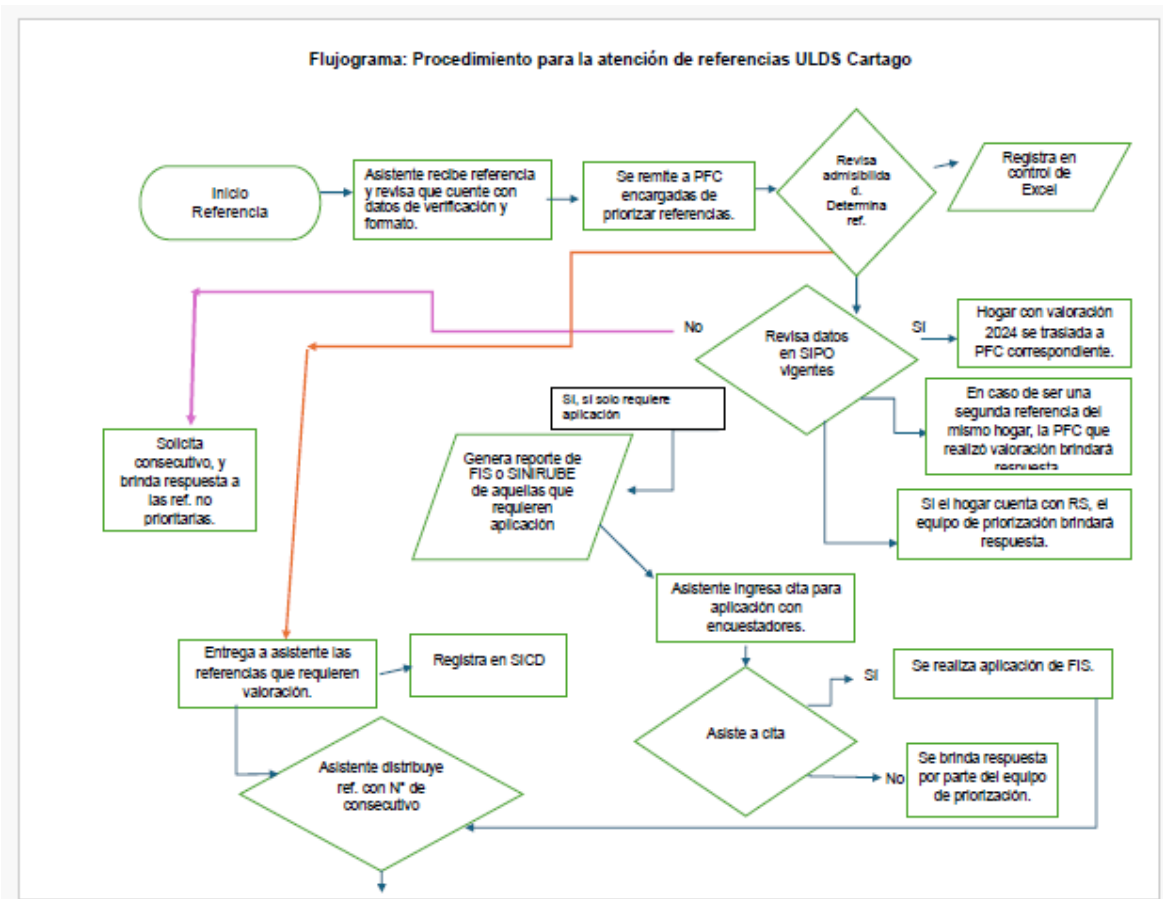 Flujograma: Procedimiento para la atención de referencias ULDS Cartago
Inicio
Referencia
Asistente recibe referencia
y revisa que cuente con
datos de verificación y
formato.
Se remite a PFC
encargadas de
priorizar referencias.
Revisa
admisibilida
d.
Determina
ref.
Registra en
control de
Excel
No
Revisa datos
en SIPO
vigentes
SI
Hogar con valoración
2024 se traslada a
PFC correspondiente.
En caso de ser una
segunda referencia del
mismo hogar, la PFC que
realizó valoración brindará
respuesta
Si el hogar cuenta con RS, el
equipo de priorización brindará
respuesta.
Si, si solo requiere
aplicación
Solicita
consecutivo, y
brinda respuesta a
las ref. no
prioritarias.
Genera reporte de
FIS o SINIRUBE
de aquellas que
requieren
aplicación
Asistente ingresa cita para
aplicación con
encuestadores.
Entrega a asistente las
referencias que requieren
valoración.
Registra en SICD
Asiste a cita
SI
Se realiza aplicación de FIS.
No
Se brinda respuesta
por parte del equipo
de priorización.
Asistente distribuye
ref. con N° de
consecutivo